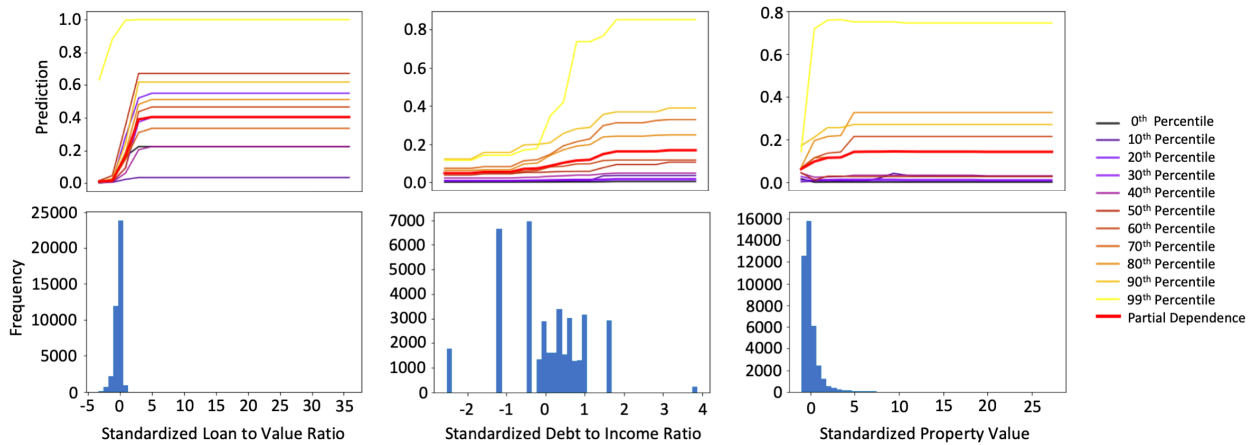 1.0
0.8
0.6
0.4
0.2
0.0
Prediction
0.8
0.6
0.4
0.2
0.0
0.8
0.6
0.4
0.2
0.0
0th Percentile
10th Percentile
20th Percentile
30th Percentile
40th Percentile
50th Percentile
60th Percentile
70th Percentile
80th Percentile
90th Percentile
99th Percentile
Partial Dependence
25000
20000
15000
10000
5000
0
Frequency
-5 0 5 10 15 20 25 30 35
Standardized Loan to Value Ratio
7000
6000
5000
4000
3000
2000
1000
0
-2 -1 0 1 2 3 4
Standardized Debt to Income Ratio
16000
14000
12000
10000
8000
6000
4000
2000
0
0 5 10 15 20 25
Standardized Property Value